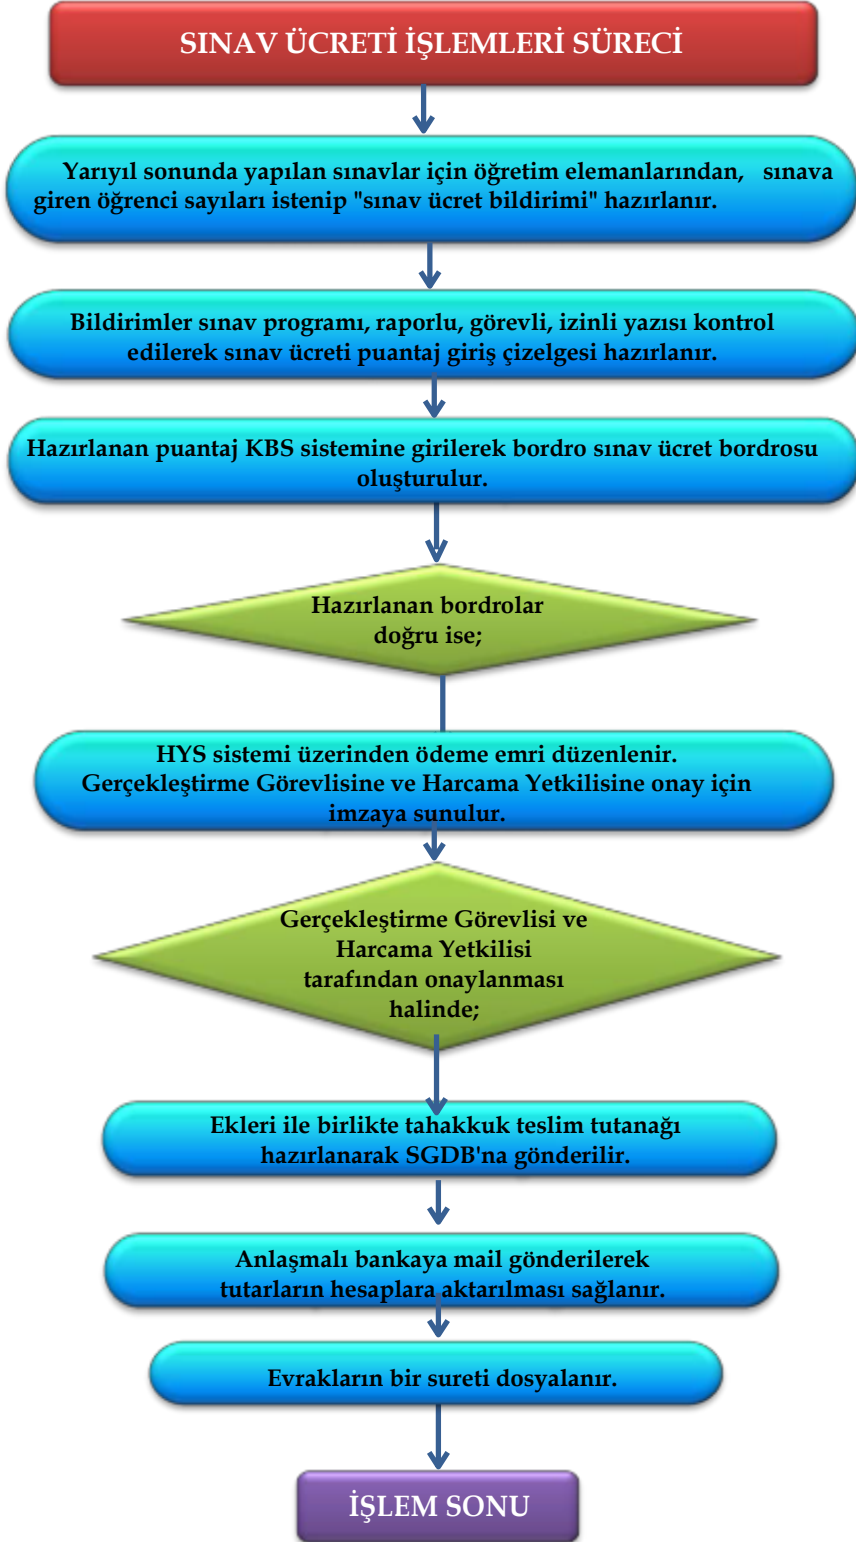 SINAV ÜCRETİ İŞLEMLERİ SÜRECİ
Yarıyıl sonunda yapılan sınavlar için öğretim elemanlarından, sınava
giren öğrenci sayıları istenip "sınav ücret bildirimi" hazırlanır.
Bildirimler sınav programı, raporlu, görevli, izinli yazısı kontrol
edilerek sınav ücreti puantaj giriş çizelgesi hazırlanır.
Hazırlanan puantaj KBS sistemine girilerek bordro sınav ücret bordrosu
oluşturulur.
Hazırlanan bordrolar
doğru ise;
HYS sistemi üzerinden ödeme emri düzenlenir.
Gerçekleştirme Görevlisine ve Harcama Yetkilisine onay için
imzaya sunulur.
Gerçekleştirme Görevlisi ve
Harcama Yetkilisi
tarafından onaylanması
halinde;
Ekleri ile birlikte tahakkuk teslim tutanağı
hazırlanarak SGDB'na gönderilir.
Anlaşmalı bankaya mail gönderilerek
tutarların hesaplara aktarılması sağlanır.
Evrakların bir sureti dosyalanır.
İŞLEM SONU